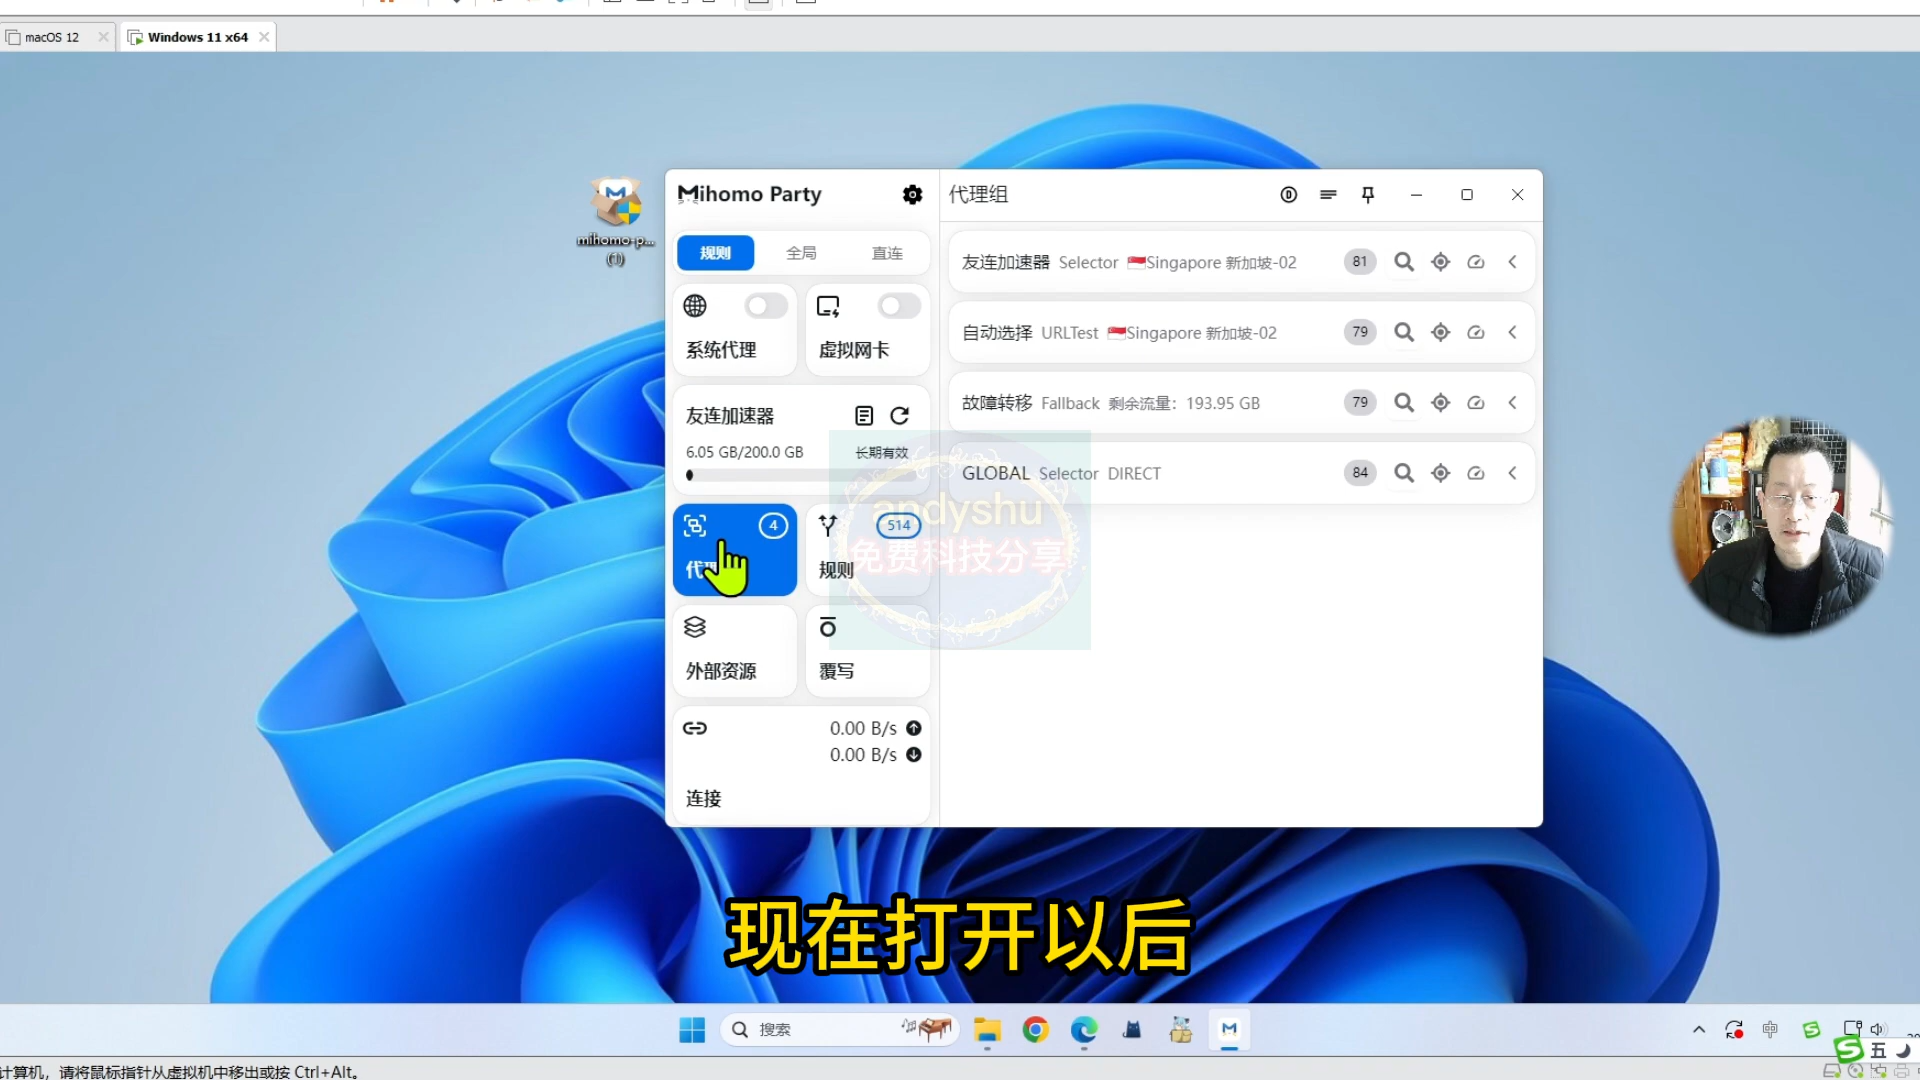 macOS 12
Windows 11 x64
mihomo-p...
(1)
Mihomo Party
代理组
规则
全局
直连
系统代理
虚拟网卡
友连加速器
6.05 GB/200.0 GB
长期有效
4
514
规则
外部资源
覆写
0.00 B/s
0.00 B/s
连接
友连加速器 Selector Singapore 新加坡-02 81
自动选择 URLTest Singapore 新加坡-02 79
故障转移 Fallback 剩余流量：193.95 GB 79
GLOBAL Selector DIRECT 84
andyshu
免费科技分享
现在打开以后
搜索
中
五
计算机，请将鼠标指针从虚拟机中移出或按 Ctrl+Alt。